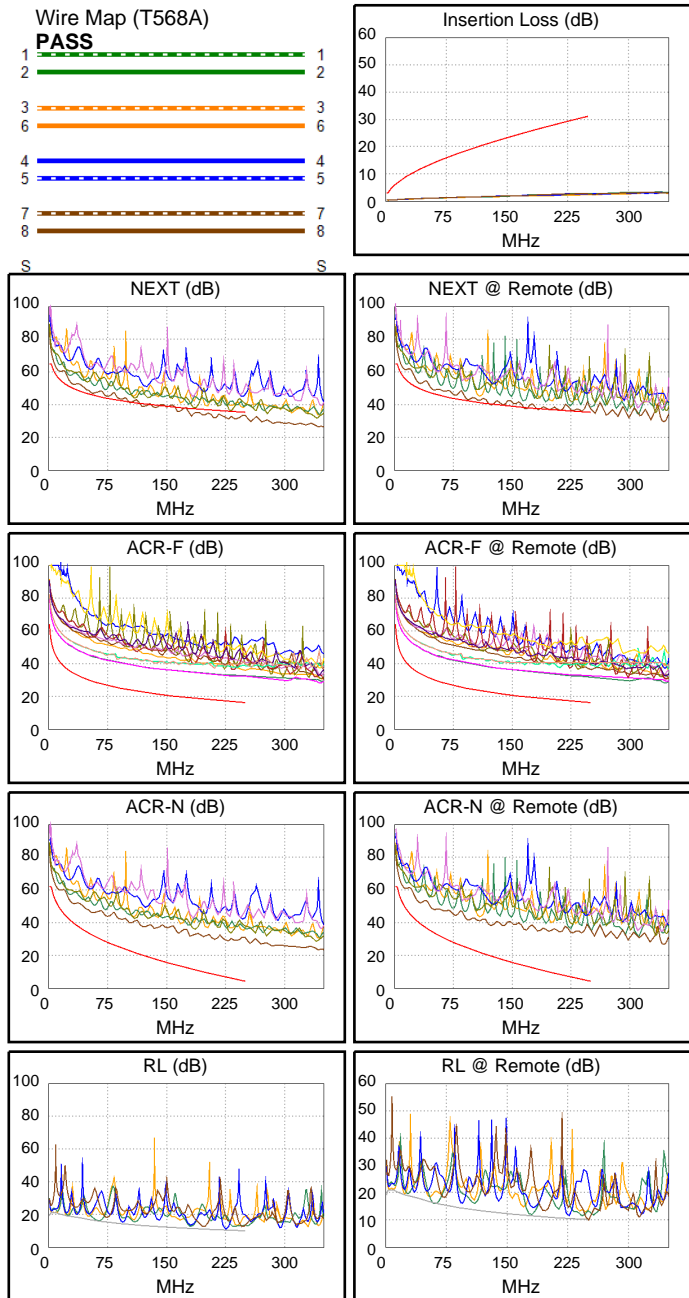 Wire Map (T568A)
PASS
1 1
2 2
3 3
6 6
4 4
5 5
7 7
8 8
S S
Insertion Loss (dB)
60
50
40
30
20
10
0
0 75 150 225 300
MHz
NEXT (dB)
100
80
60
40
20
0
0 75 150 225 300
MHz
NEXT @ Remote (dB)
100
80
60
40
20
0
0 75 150 225 300
MHz
ACR-F (dB)
100
80
60
40
20
0
0 75 150 225 300
MHz
ACR-F @ Remote (dB)
100
80
60
40
20
0
0 75 150 225 300
MHz
ACR-N (dB)
100
80
60
40
20
0
0 75 150 225 300
MHz
ACR-N @ Remote (dB)
100
80
60
40
20
0
0 75 150 225 300
MHz
RL (dB)
100
80
60
40
20
0
0 75 150 225 300
MHz
RL @ Remote (dB)
60
50
40
30
20
10
0
0 75 150 225 300
MHz